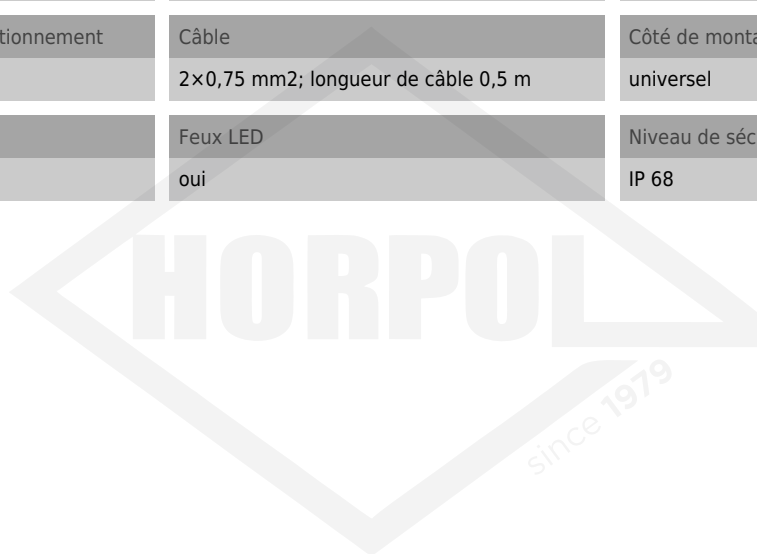 tionnement
Câble
Côté de monta
2×0,75 mm2; longueur de câble 0,5 m
universel
Feux LED
Niveau de séc
oui
IP 68
HORPOL
since 1979